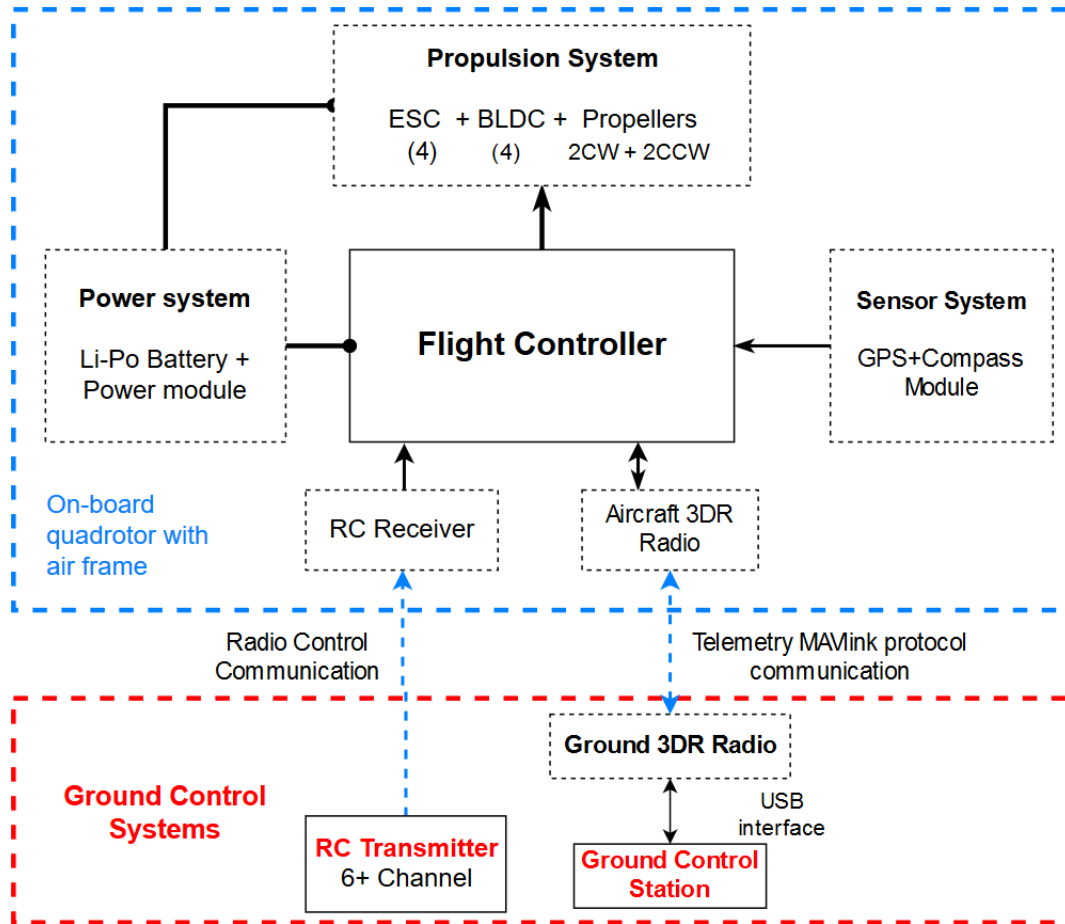 Propulsion System
ESC + BLDC + Propellers
(4) (4) 2CW + 2CCW
Power system
Li-Po Battery +
Power module
Flight Controller
Sensor System
GPS+Compass
Module
On-board
quadrotor with
air frame
RC Receiver
Aircraft 3DR
Radio
Radio Control
Communication
Telemetry MAVlink protocol
communication
Ground Control
Systems
Ground 3DR Radio
USB
interface
RC Transmitter
6+ Channel
Ground Control
Station